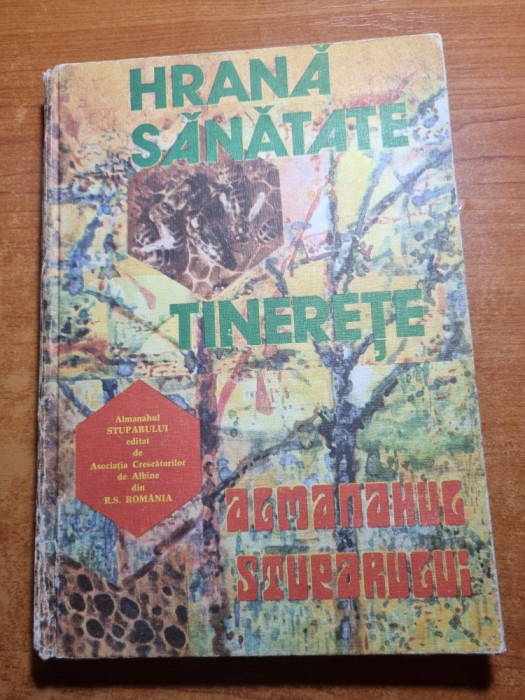 HRANĂ
SĂNĂTATE
TINEREȚE
Almanahul
STUPARULUI
editat
de
Asociația Crescătorilor
de Albine
din
R.S. ROMÂNIA
ALMANAHUL
STUPARULUI